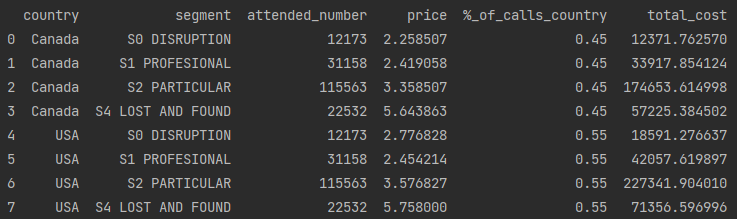 country segment attended_number price %_of_calls_country total_cost
0 Canada S0 DISRUPTION 12173 2.258507 0.45 12371.762570
1 Canada S1 PROFESIONAL 31158 2.419058 0.45 33917.854124
2 Canada S2 PARTICULAR 115563 3.358507 0.45 174653.614998
3 Canada S4 LOST AND FOUND 22532 5.643863 0.45 57225.384502
4 USA S0 DISRUPTION 12173 2.776828 0.55 18591.276637
5 USA S1 PROFESIONAL 31158 2.454214 0.55 42057.619897
6 USA S2 PARTICULAR 115563 3.576827 0.55 227341.904010
7 USA S4 LOST AND FOUND 22532 5.758000 0.55 71356.596996